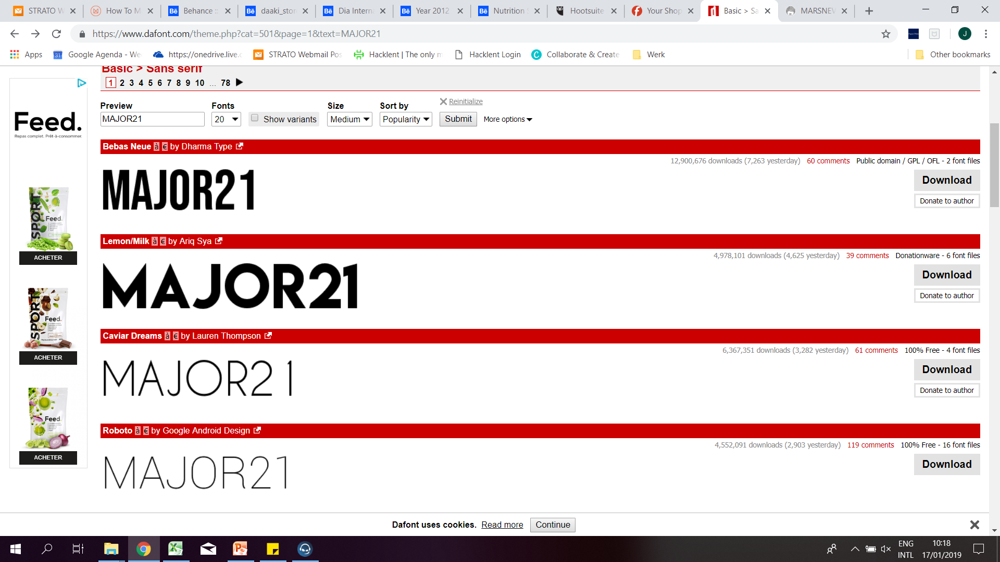 STRATO W
How To M
Behance ::
daaki_stor
Dia Interna
Year 2012
Nutrition
Hootsuite
Your Shop
Basic > Sa
MARSNEV
https://www.dafont.com/theme.php?cat=501&page=1&text=MAJOR21
J
Apps
Google Agenda - We
https://onedrive.live.c
STRATO Webmail Pos
Hacklent | The only m
Hacklent Login
Collaborate & Create
Werk
Other bookmarks
Basic > Sans serif
1 2 3 4 5 6 7 8 9 10 ... 78
Reinitialize
Preview Fonts Size Sort by
MAJOR21 20 Show variants Medium Popularity Submit More options
Feed.
Repas complet. Prêt-à-consommer.
SPORT
Feed.
ACHETER
SPORT
Feed.
ACHETER
Feed.
ACHETER
Bebas Neue à € by Dharma Type
12,900,676 downloads (7,263 yesterday) 60 comments Public domain / GPL / OFL - 2 font files
MAJOR21
Download
Donate to author
Lemon/Milk à € by Ariq Sya
4,978,101 downloads (4,625 yesterday) 39 comments Donationware - 6 font files
MAJOR21
Download
Donate to author
Caviar Dreams à € by Lauren Thompson
6,367,351 downloads (3,282 yesterday) 61 comments 100% Free - 4 font files
MAJOR21
Download
Donate to author
Roboto à € by Google Android Design
4,552,091 downloads (2,903 yesterday) 119 comments 100% Free - 16 font files
MAJOR21
Download
Dafont uses cookies. Read more Continue
ENG
INTL
10:18
17/01/2019